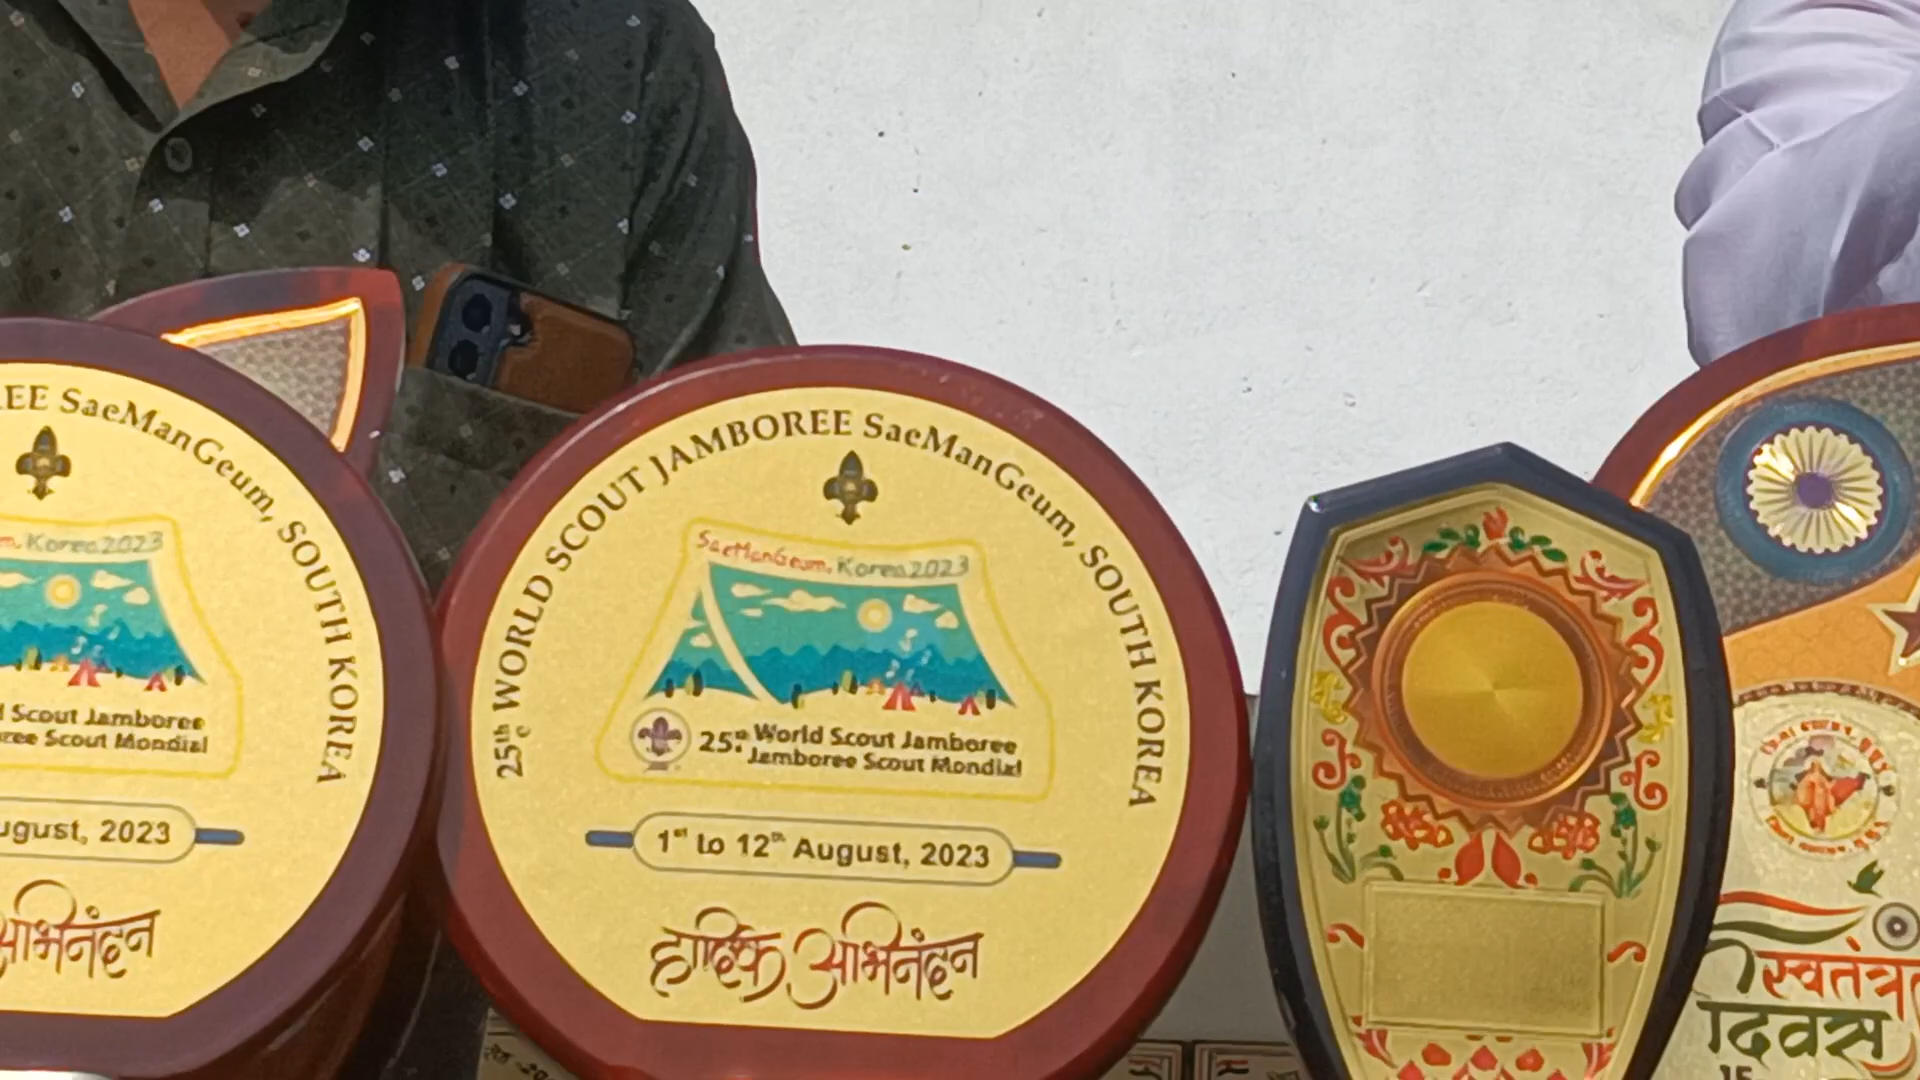 REE SaeManGeum, SOUTH KOREA
Korea2023
Scout Jamboree
Scout Mondial
ugust, 2023
अभिनंदन
25th WORLD SCOUT JAMBOREE SaeManGeum, SOUTH KOREA
SaeManGeum, Korea2023
25th e World Scout Jamboree
Jamboree Scout Mondial
1st to 12th August, 2023
हार्दिक अभिनंदन
स्वतंत्र
दिवस
15